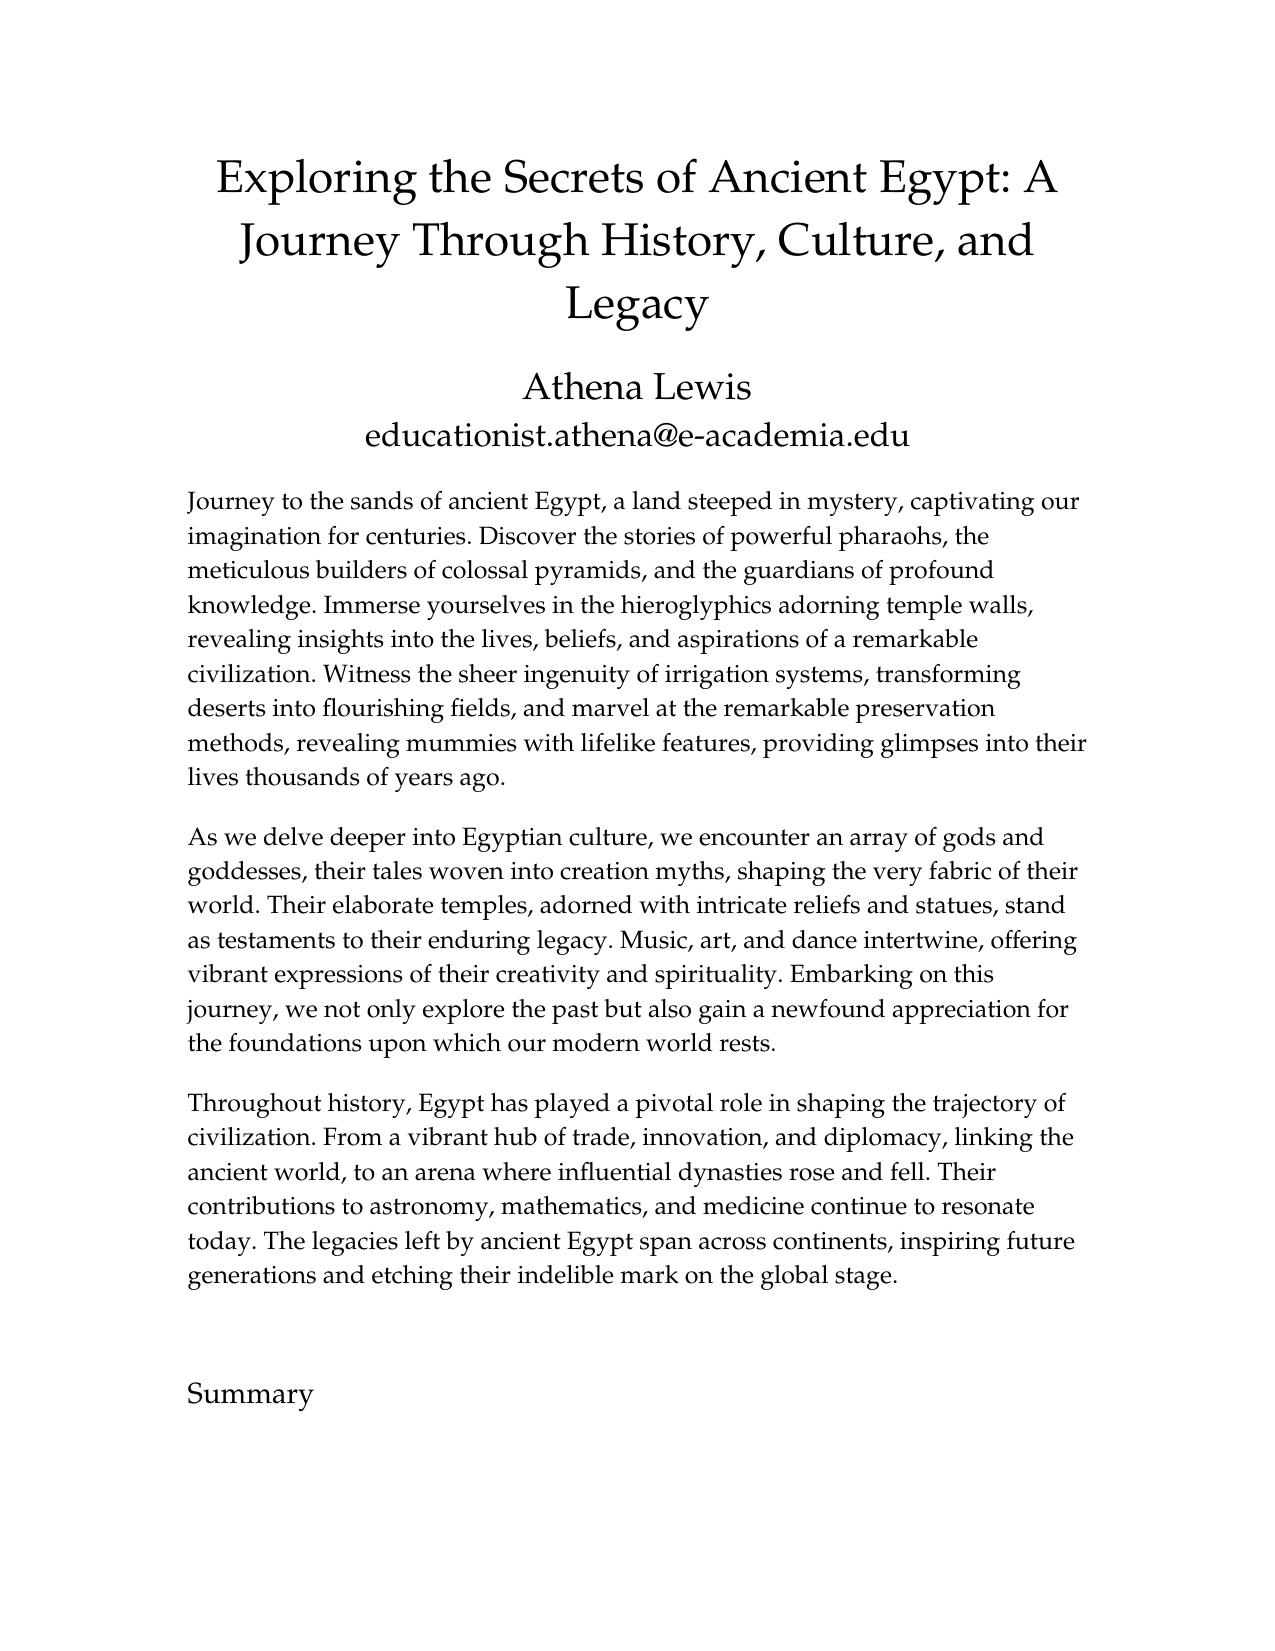 Exploring the Secrets of Ancient Egypt: A
Journey Through History, Culture, and
Legacy
Athena Lewis
educationist.athena@e-academia.edu
Journey to the sands of ancient Egypt, a land steeped in mystery, captivating our
imagination for centuries. Discover the stories of powerful pharaohs, the
meticulous builders of colossal pyramids, and the guardians of profound
knowledge. Immerse yourselves in the hieroglyphics adorning temple walls,
revealing insights into the lives, beliefs, and aspirations of a remarkable
civilization. Witness the sheer ingenuity of irrigation systems, transforming
deserts into flourishing fields, and marvel at the remarkable preservation
methods, revealing mummies with lifelike features, providing glimpses into their
lives thousands of years ago.
As we delve deeper into Egyptian culture, we encounter an array of gods and
goddesses, their tales woven into creation myths, shaping the very fabric of their
world. Their elaborate temples, adorned with intricate reliefs and statues, stand
as testaments to their enduring legacy. Music, art, and dance intertwine, offering
vibrant expressions of their creativity and spirituality. Embarking on this
journey, we not only explore the past but also gain a newfound appreciation for
the foundations upon which our modern world rests.
Throughout history, Egypt has played a pivotal role in shaping the trajectory of
civilization. From a vibrant hub of trade, innovation, and diplomacy, linking the
ancient world, to an arena where influential dynasties rose and fell. Their
contributions to astronomy, mathematics, and medicine continue to resonate
today. The legacies left by ancient Egypt span across continents, inspiring future
generations and etching their indelible mark on the global stage.
Summary